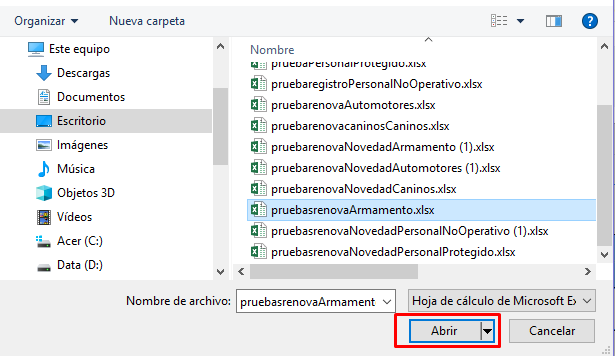 Organizar Nueva carpeta
Este equipo
Descargas
Documentos
Escritorio
Imágenes
Música
Objetos 3D
Vídeos
Acer (C:)
Data (D:)
Nombre
pruebaPersonalProtegido.xlsx
pruebaregistroPersonalNoOperativo.xlsx
pruebarenovaAutomotores.xlsx
pruebarenovacaninosCaninos.xlsx
pruebarenovaNovedadArmamento (1).xlsx
pruebarenovaNovedadAutomotores (1).xlsx
pruebarenovaNovedadCaninos.xlsx
pruebasrenovaArmamento.xlsx
pruebasrenovaNovedadPersonalNoOperativo (1).xlsx
pruebasrenovaNovedadPersonalProtegido.xlsx
Nombre de archivo: pruebasrenovaArmament Hoja de cálculo de Microsoft Ex
Abrir Cancelar